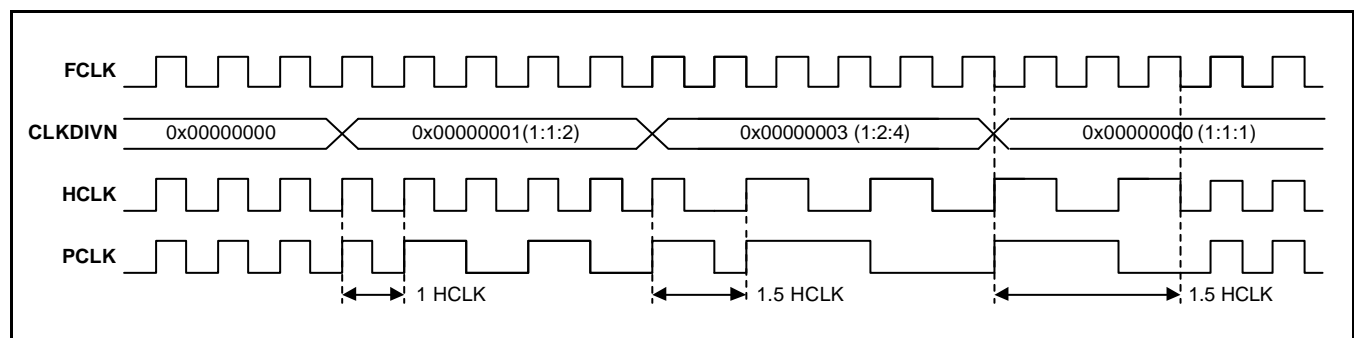 FCLK
CLKDIVN 0x00000000 0x00000001(1:1:2) 0x00000003 (1:2:4) 0x00000000 (1:1:1)
HCLK
PCLK
1 HCLK 1.5 HCLK 1.5 HCLK